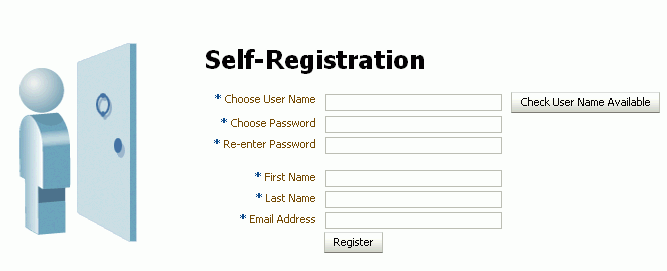 Self-Registration
* Choose User Name Check User Name Available
* Choose Password
* Re-enter Password
* First Name
* Last Name
* Email Address
Register